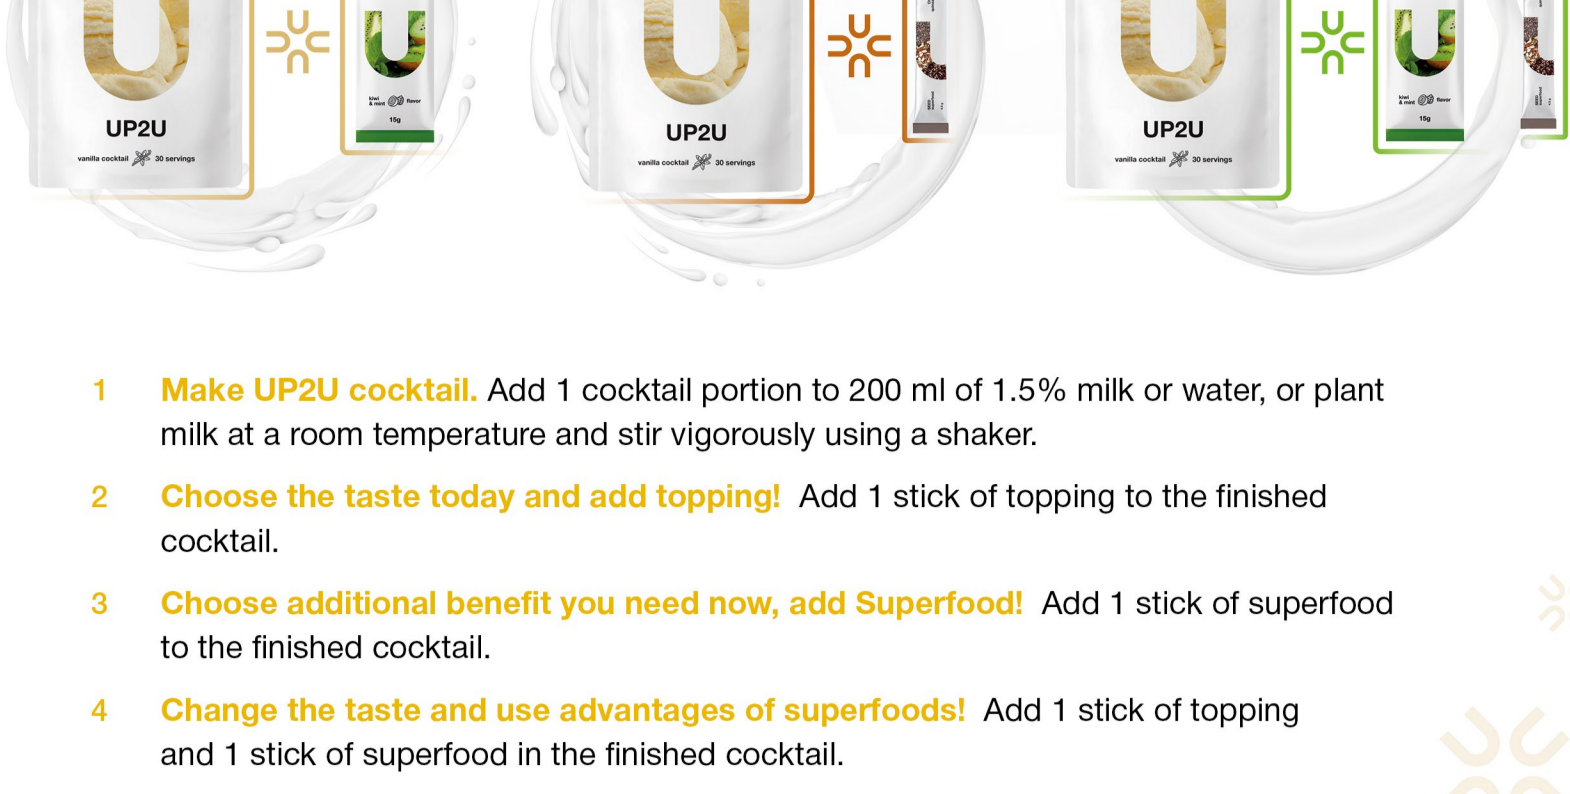 UP2U
vanilla cocktail 30 servings
kiwi
& mint flavor
15g
UP2U
vanilla cocktail 30 servings
UP2U
vanilla cocktail 30 servings
kiwi
& mint flavor
15g
1 Make UP2U cocktail. Add 1 cocktail portion to 200 ml of 1.5% milk or water, or plant
milk at a room temperature and stir vigorously using a shaker.
2 Choose the taste today and add topping! Add 1 stick of topping to the finished
cocktail.
3 Choose additional benefit you need now, add Superfood! Add 1 stick of superfood
to the finished cocktail.
4 Change the taste and use advantages of superfoods! Add 1 stick of topping
and 1 stick of superfood in the finished cocktail.